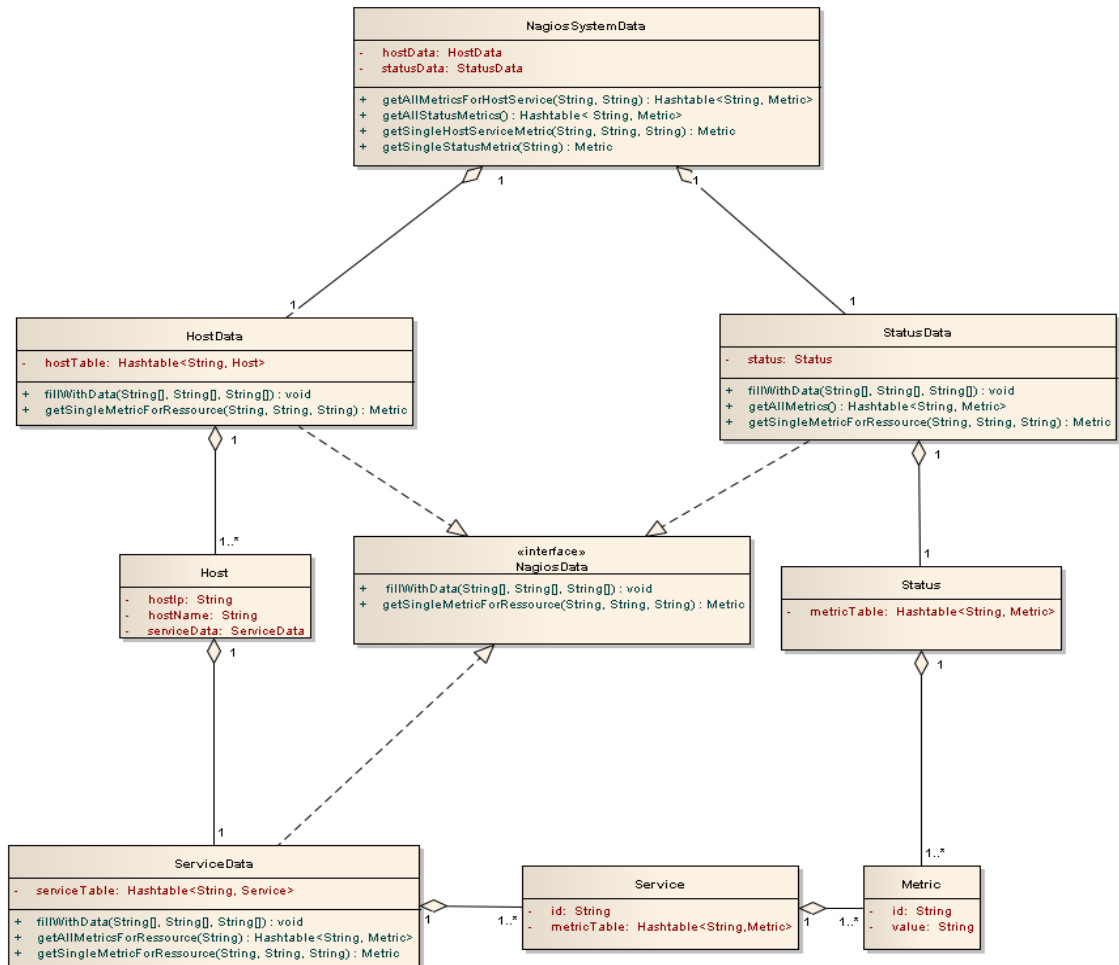 NagiosSystemData
- hostData: HostData
- statusData: StatusData
+ getAllMetricsForHostService(String, String) : Hashtable<String, Metric>
+ getAllStatusMetrics() : Hashtable< String, Metric>
+ getSingleHostServiceMetric(String, String, String) : Metric
+ getSingleStatusMetric(String) : Metric
1
1
1
1
HostData
- hostTable: Hashtable<String, Host>
+ fillWithData(String[], String[], String[]) : void
+ getSingleMetricForRessource(String, String, String) : Metric
StatusData
- status: Status
+ fillWithData(String[], String[], String[]) : void
+ getAllMetrics() : Hashtable<String, Metric>
+ getSingleMetricForRessource(String, String, String) : Metric
1
1
1..*
1
Host
- hostIp: String
- hostName: String
- serviceData: ServiceData
«interface»
NagiosData
+ fillWithData(String[], String[], String[]) : void
+ getSingleMetricForRessource(String, String, String) : Metric
Status
- metricTable: Hashtable<String, Metric>
1
1
1
1..*
ServiceData
- serviceTable: Hashtable<String, Service>
+ fillWithData(String[], String[], String[]) : void
+ getAllMetricsForRessource(String) : Hashtable<String, Metric>
+ getSingleMetricForRessource(String, String, String) : Metric
1
1..*
Service
- id: String
- metricTable: Hashtable<String,Metric>
1
1..*
Metric
- id: String
- value: String